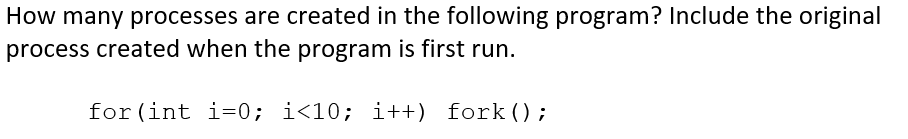 How many processes are created in the following program? Include the original
process created when the program is first run.
for(int i=0; i<10; i++) fork();